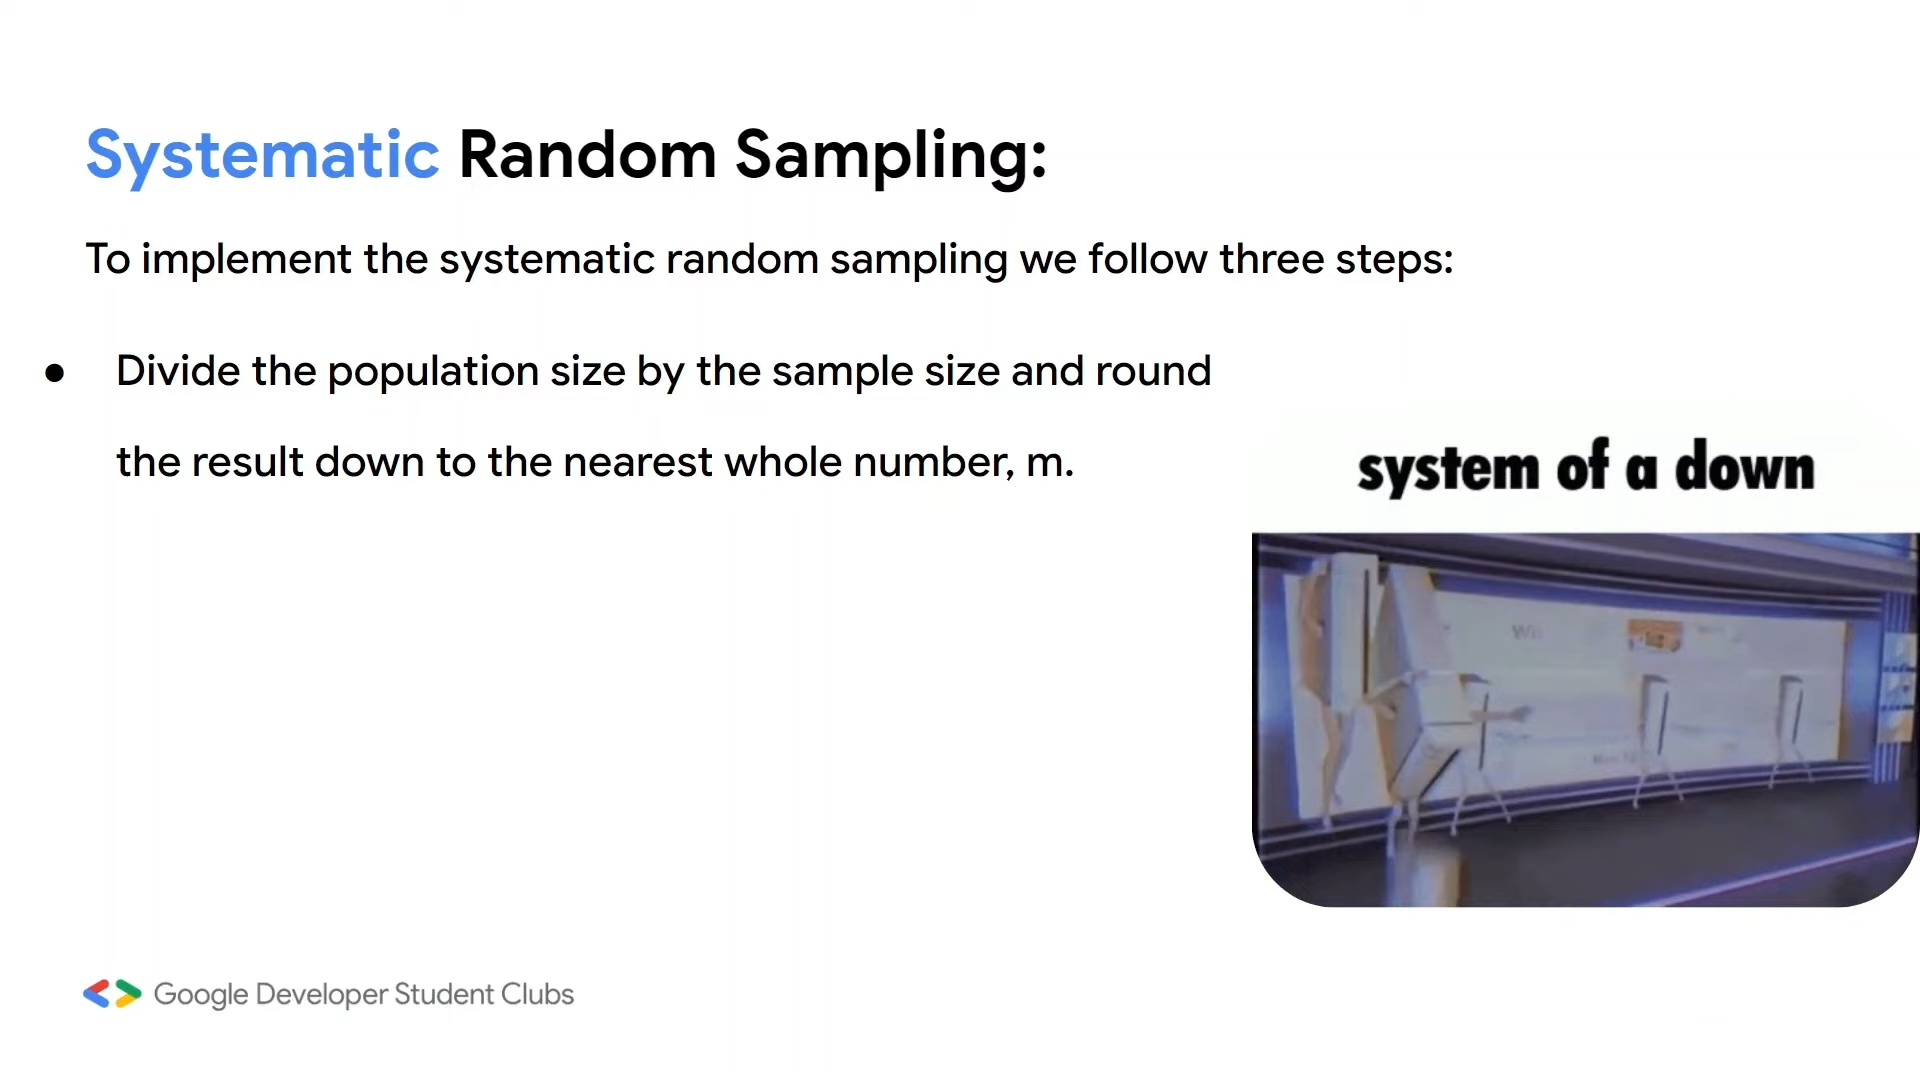 Systematic Random Sampling:
To implement the systematic random sampling we follow three steps:
● Divide the population size by the sample size and round
the result down to the nearest whole number, m.
system of a down
Wii
Google Developer Student Clubs